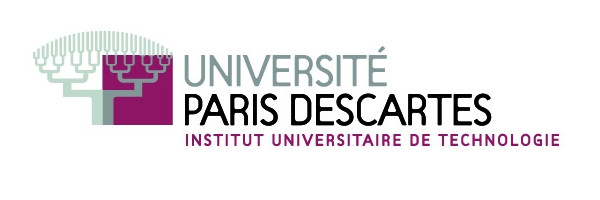 UNIVERSITÉ
PARIS DESCARTES
INSTITUT UNIVERSITAIRE DE TECHNOLOGIE